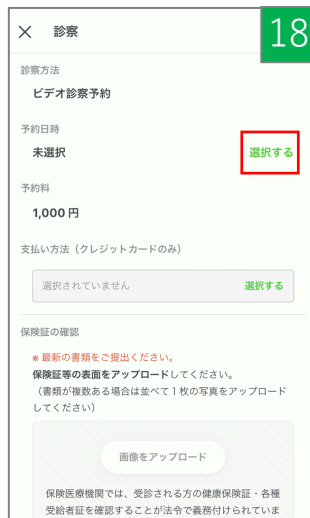 18
× 診察
診察方法
ビデオ診察予約
予約日時
未選択 選択する
予約料
1,000 円
支払い方法（クレジットカードのみ）
選択されていません 選択する
保険証の確認
※ 最新の書類をご提出ください。
保険証等の表面をアップロードしてください。
（書類が複数ある場合は並べて１枚の写真をアップロード
してください）
画像をアップロード
保険医療機関では、受診される方の健康保険証・各種
受給者証を確認することが法令で義務付けられていま